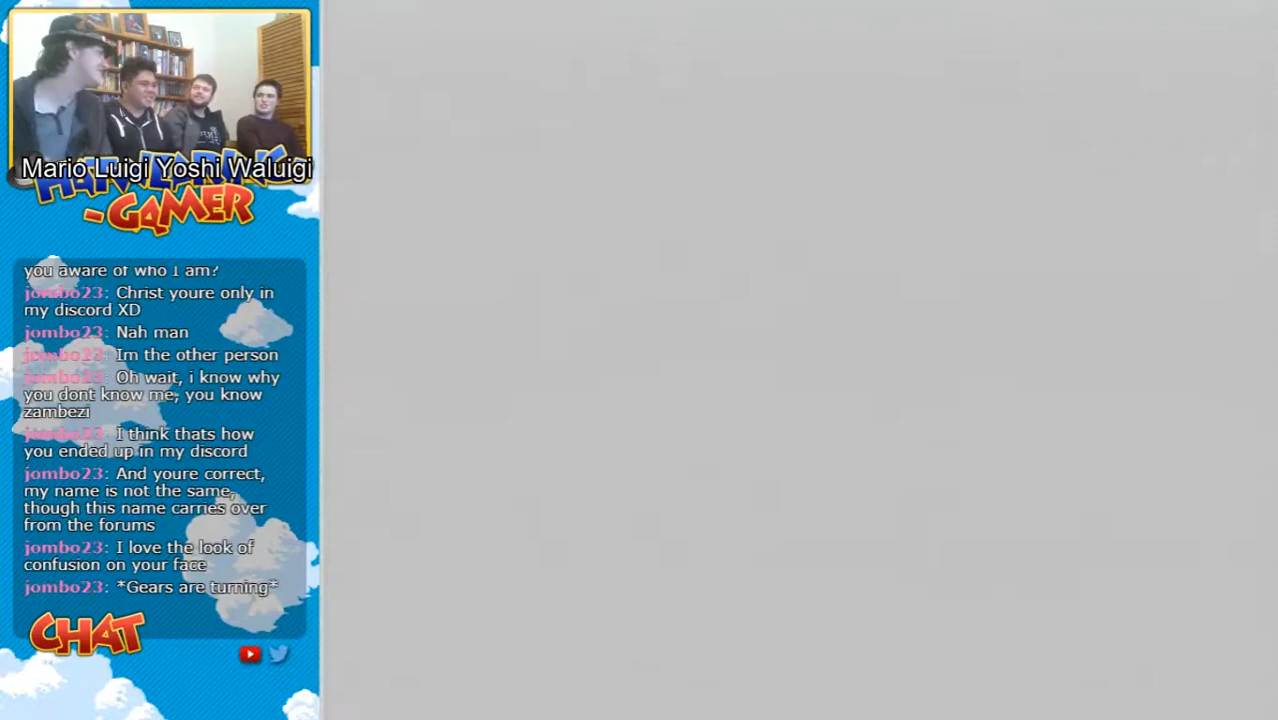 Mario Luigi Yoshi Waluigi
-GAMER
you aware of who I am?
jombo23: Christ youre only in
my discord XD
jombo23: Nah man
jombo23: Im the other person
jombo23: Oh wait, i know why
you dont know me, you know
zambezi
jombo23: I think thats how
you ended up in my discord
jombo23: And youre correct,
my name is not the same,
though this name carries over
from the forums
jombo23: I love the look of
confusion on your face
jombo23: *Gears are turning*
CHAT